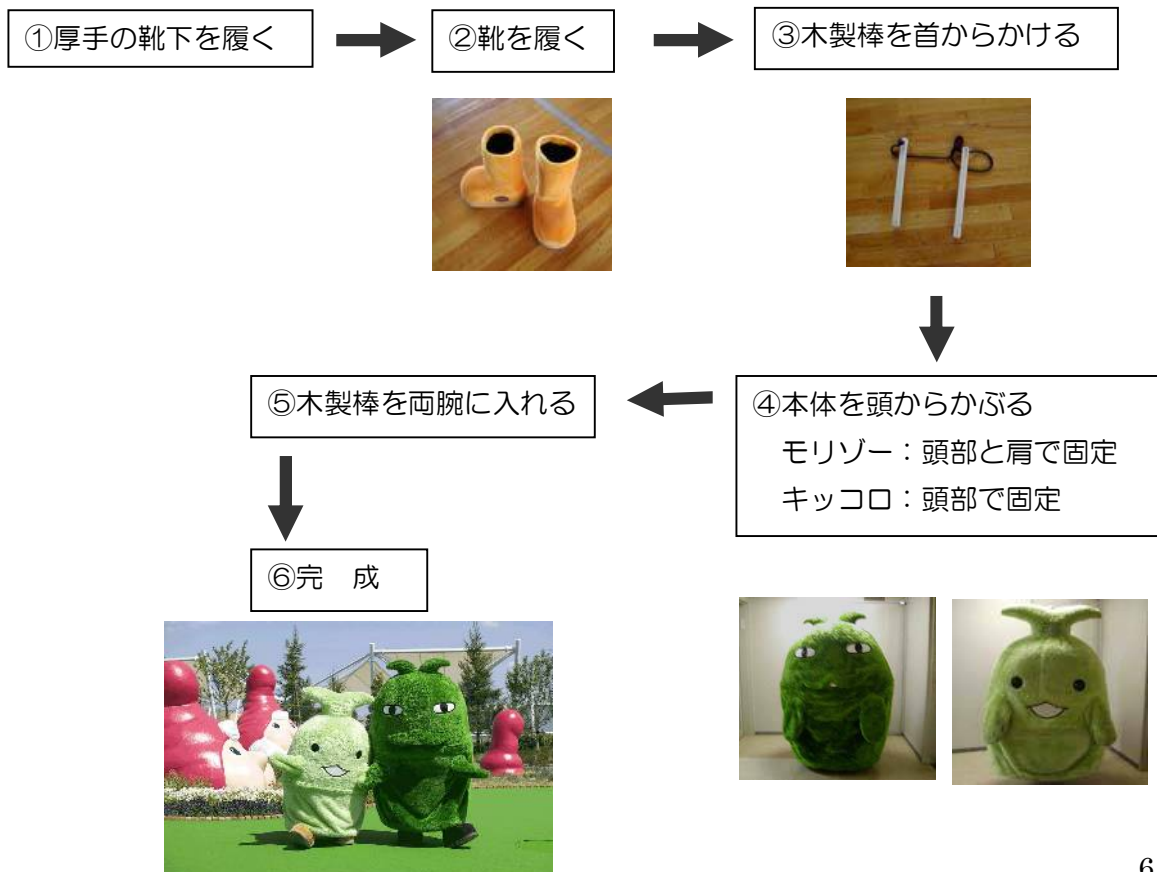 ①厚手の靴下を履く
②靴を履く
③木製棒を首からかける
④本体を頭からかぶる
モリゾー：頭部と肩で固定
キッコロ：頭部で固定
⑤木製棒を両腕に入れる
⑥完　成
6